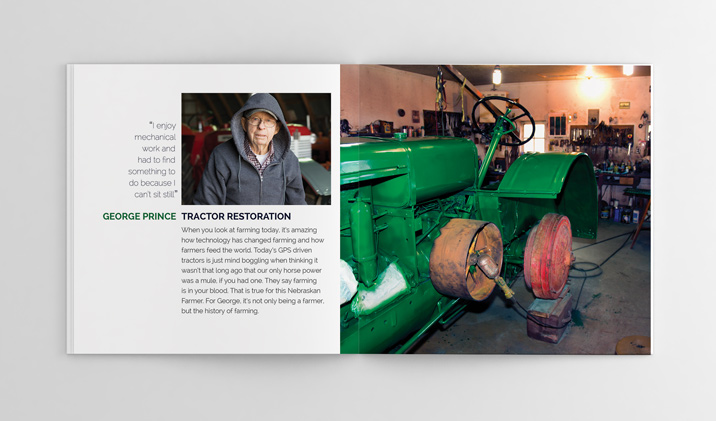 "I enjoy
mechanical
work and
had to find
something to
do because I
can't sit still"
GEORGE PRINCE TRACTOR RESTORATION
When you look at farming today, it's amazing
how technology has changed farming and how
farmers feed the world. Today's GPS driven
tractors is just mind boggling when thinking it
wasn't that long ago that our only horse power
was a mule, if you had one. They say farming
is in your blood. That is true for this Nebraskan
Farmer. For George, it's not only being a farmer,
but the history of farming.